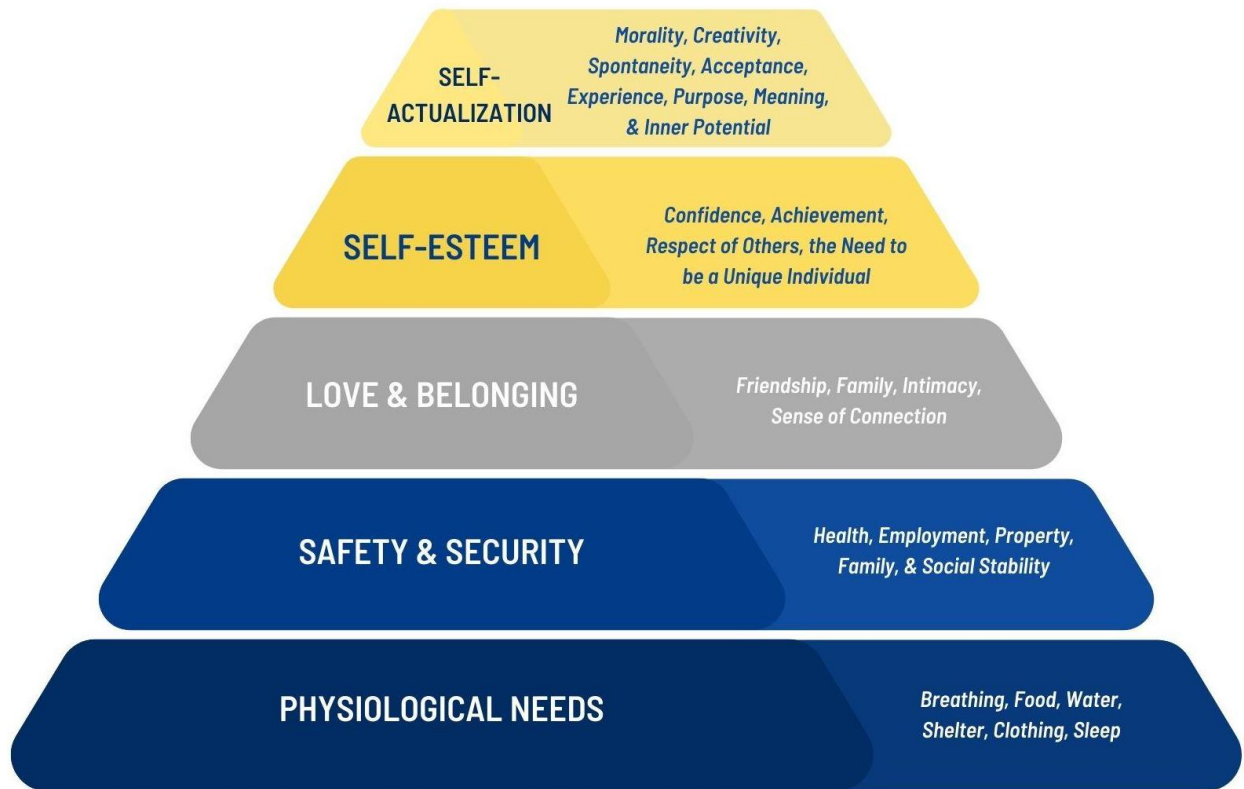 SELF-
ACTUALIZATION
Morality, Creativity,
Spontaneity, Acceptance,
Experience, Purpose, Meaning,
& Inner Potential
SELF-ESTEEM
Confidence, Achievement,
Respect of Others, the Need to
be a Unique Individual
LOVE & BELONGING
Friendship, Family, Intimacy,
Sense of Connection
SAFETY & SECURITY
Health, Employment, Property,
Family, & Social Stability
PHYSIOLOGICAL NEEDS
Breathing, Food, Water,
Shelter, Clothing, Sleep